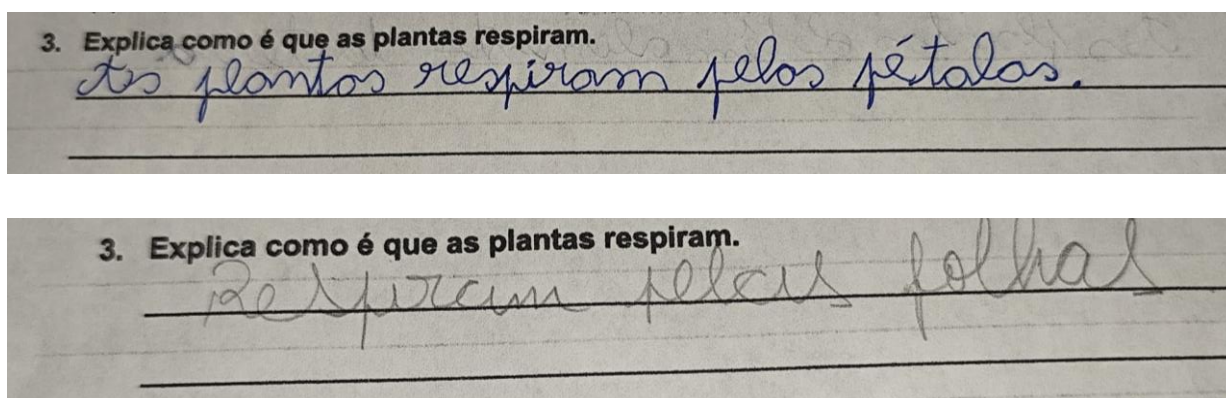 3. Explica como é que as plantas respiram.
As plantas respiram pelas pétalas.
3. Explica como é que as plantas respiram.
Respiram pelas folhas